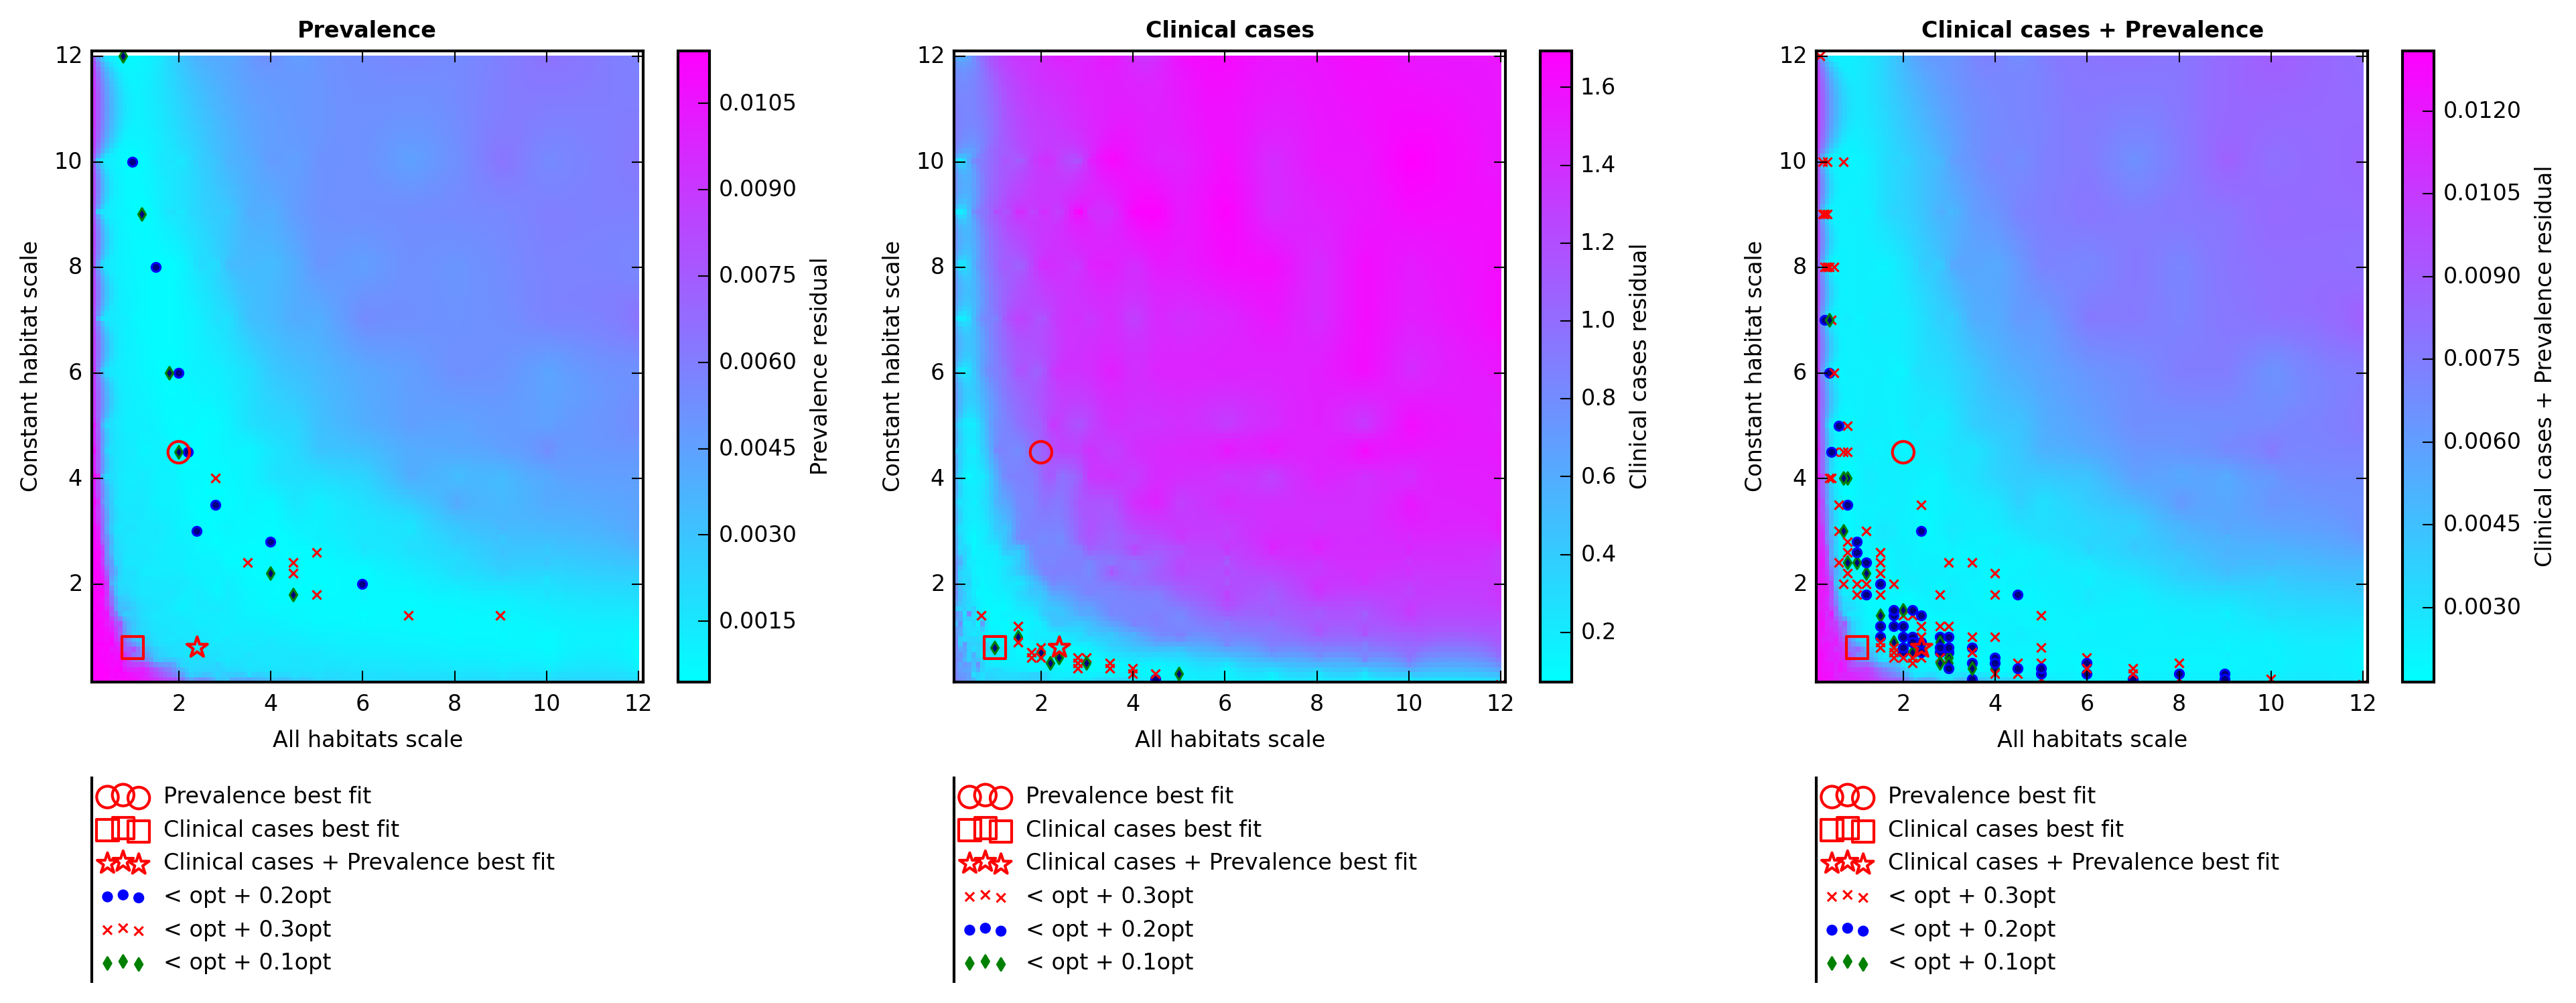 Prevalence
12
10
8
6
4
2
2
4
6
8
10
12
Constant habitat scale
All habitats scale
0.0105
0.0090
0.0075
0.0060
0.0045
0.0030
0.0015
Prevalence residual
Prevalence best fit
Clinical cases best fit
Clinical cases + Prevalence best fit
< opt + 0.2opt
< opt + 0.3opt
< opt + 0.1opt
Clinical cases
12
10
8
6
4
2
2
4
6
8
10
12
Constant habitat scale
All habitats scale
1.6
1.4
1.2
1.0
0.8
0.6
0.4
0.2
Clinical cases residual
Prevalence best fit
Clinical cases best fit
Clinical cases + Prevalence best fit
< opt + 0.3opt
< opt + 0.2opt
< opt + 0.1opt
Clinical cases + Prevalence
12
10
8
6
4
2
2
4
6
8
10
12
Constant habitat scale
All habitats scale
0.0120
0.0105
0.0090
0.0075
0.0060
0.0045
0.0030
Clinical cases + Prevalence residual
Prevalence best fit
Clinical cases best fit
Clinical cases + Prevalence best fit
< opt + 0.3opt
< opt + 0.2opt
< opt + 0.1opt